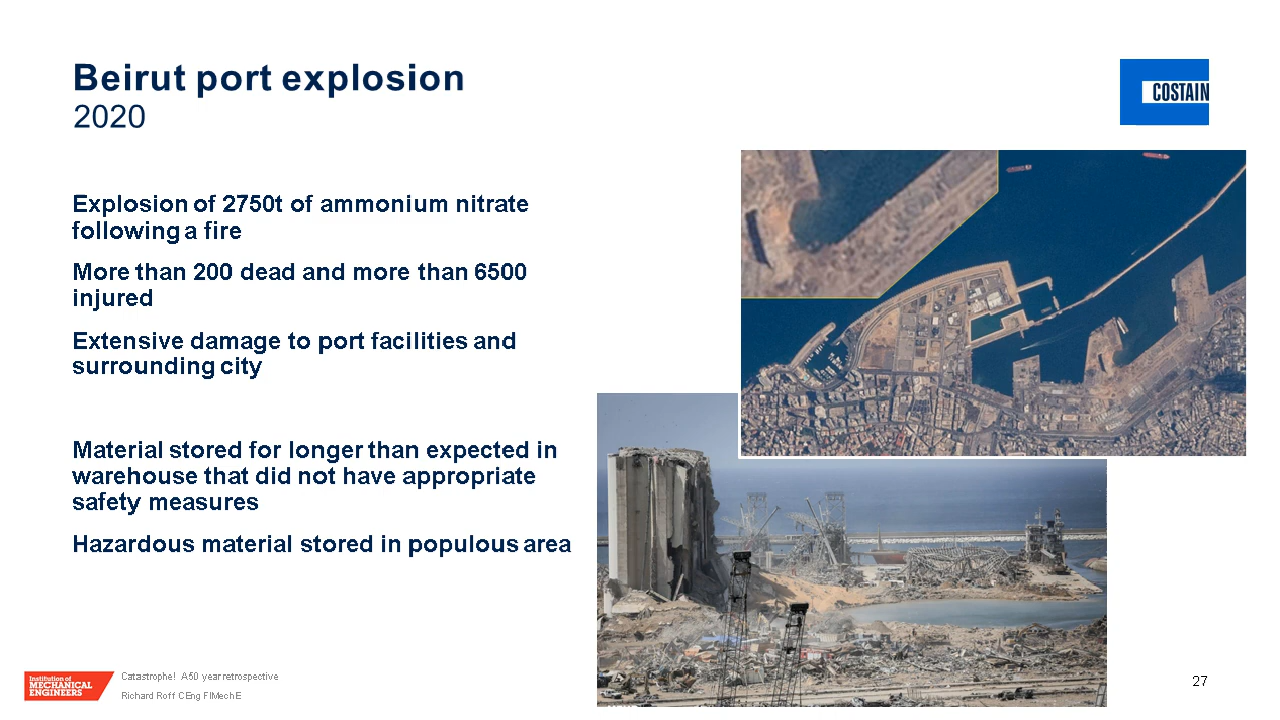 Beirut port explosion
2020
COSTAIN
Explosion of 2750t of ammonium nitrate
following a fire
More than 200 dead and more than 6500
injured
Extensive damage to port facilities and
surrounding city
Material stored for longer than expected in
warehouse that did not have appropriate
safety measures
Hazardous material stored in populous area
Institution of
MECHANICAL
ENGINEERS
Catastrophe! A 50 year retrospective
Richard Roff CEng FIMechE
27